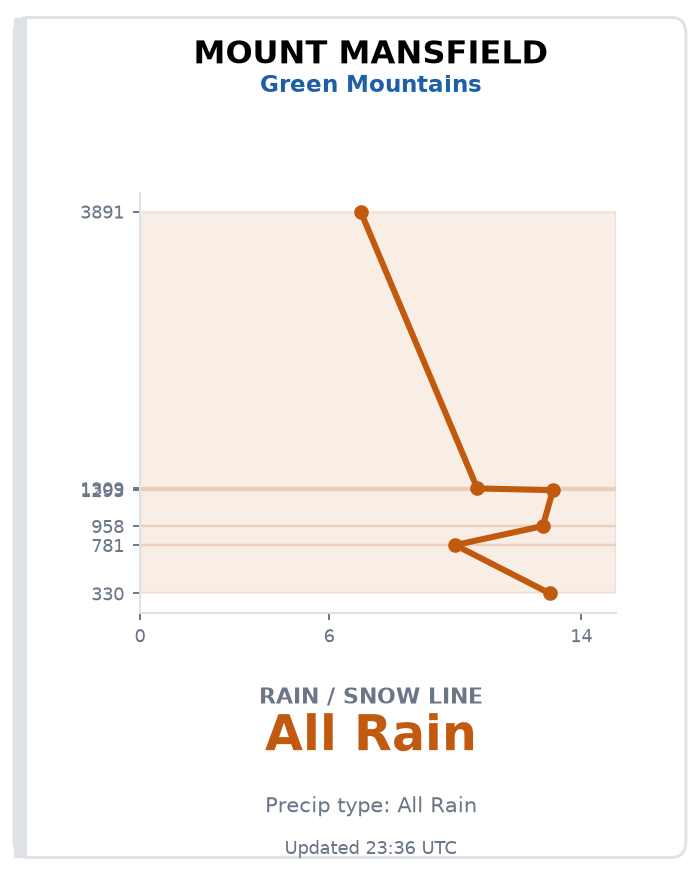 MOUNT MANSFIELD
Green Mountains
3891
958
781
330
0 6 14
RAIN / SNOW LINE
All Rain
Precip type: All Rain
Updated 23:36 UTC